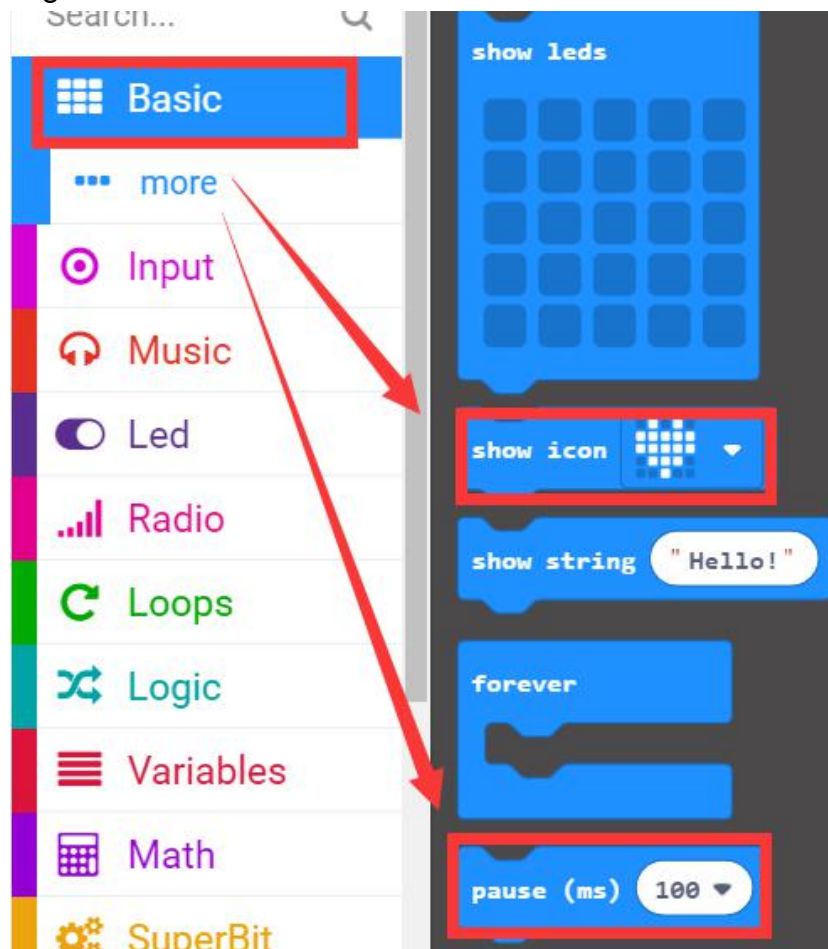 Search...
Basic
more
Input
Music
Led
Radio
Loops
Logic
Variables
Math
SuperBit
show leds
show icon
show string "Hello!"
forever
pause (ms) 100